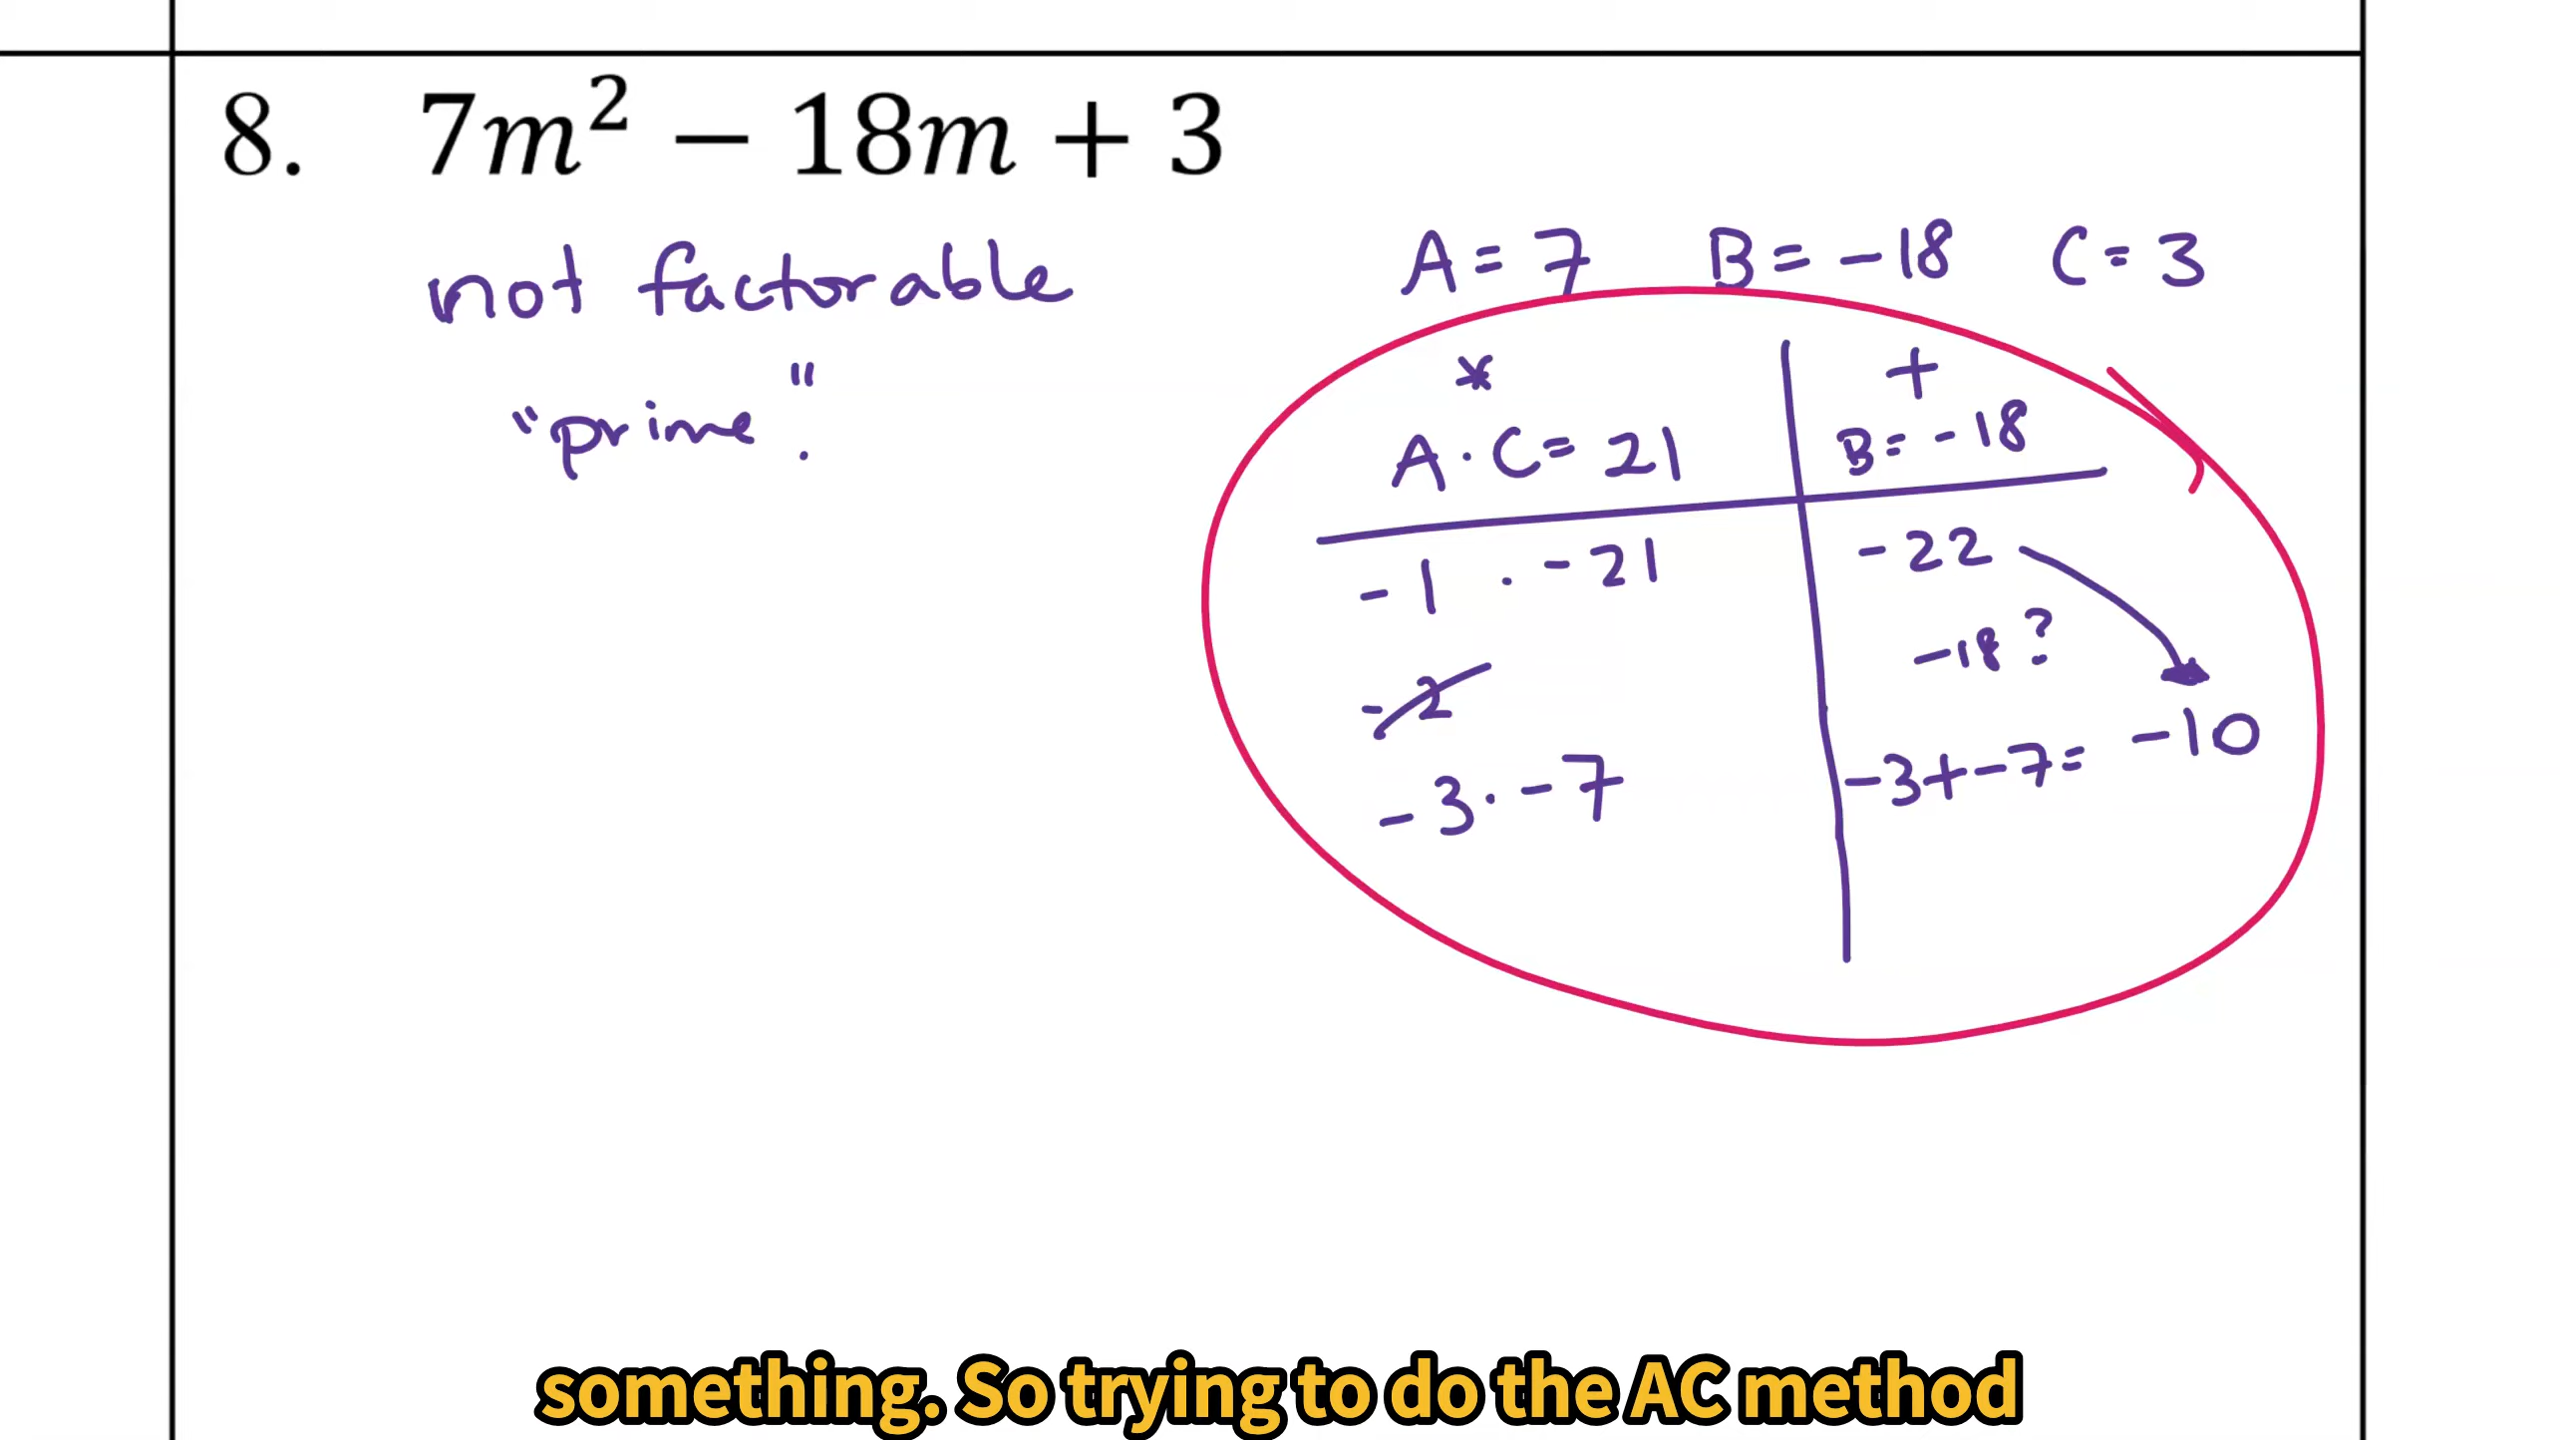 8. 7m² − 18m + 3
not factorable
"prime".
A = 7 B = -18 C = 3
* +
A · C = 21 B = -18
-1 · -21 -22
-2 -18?
-3 · -7 -3+-7= -10
something. So trying to do the AC method